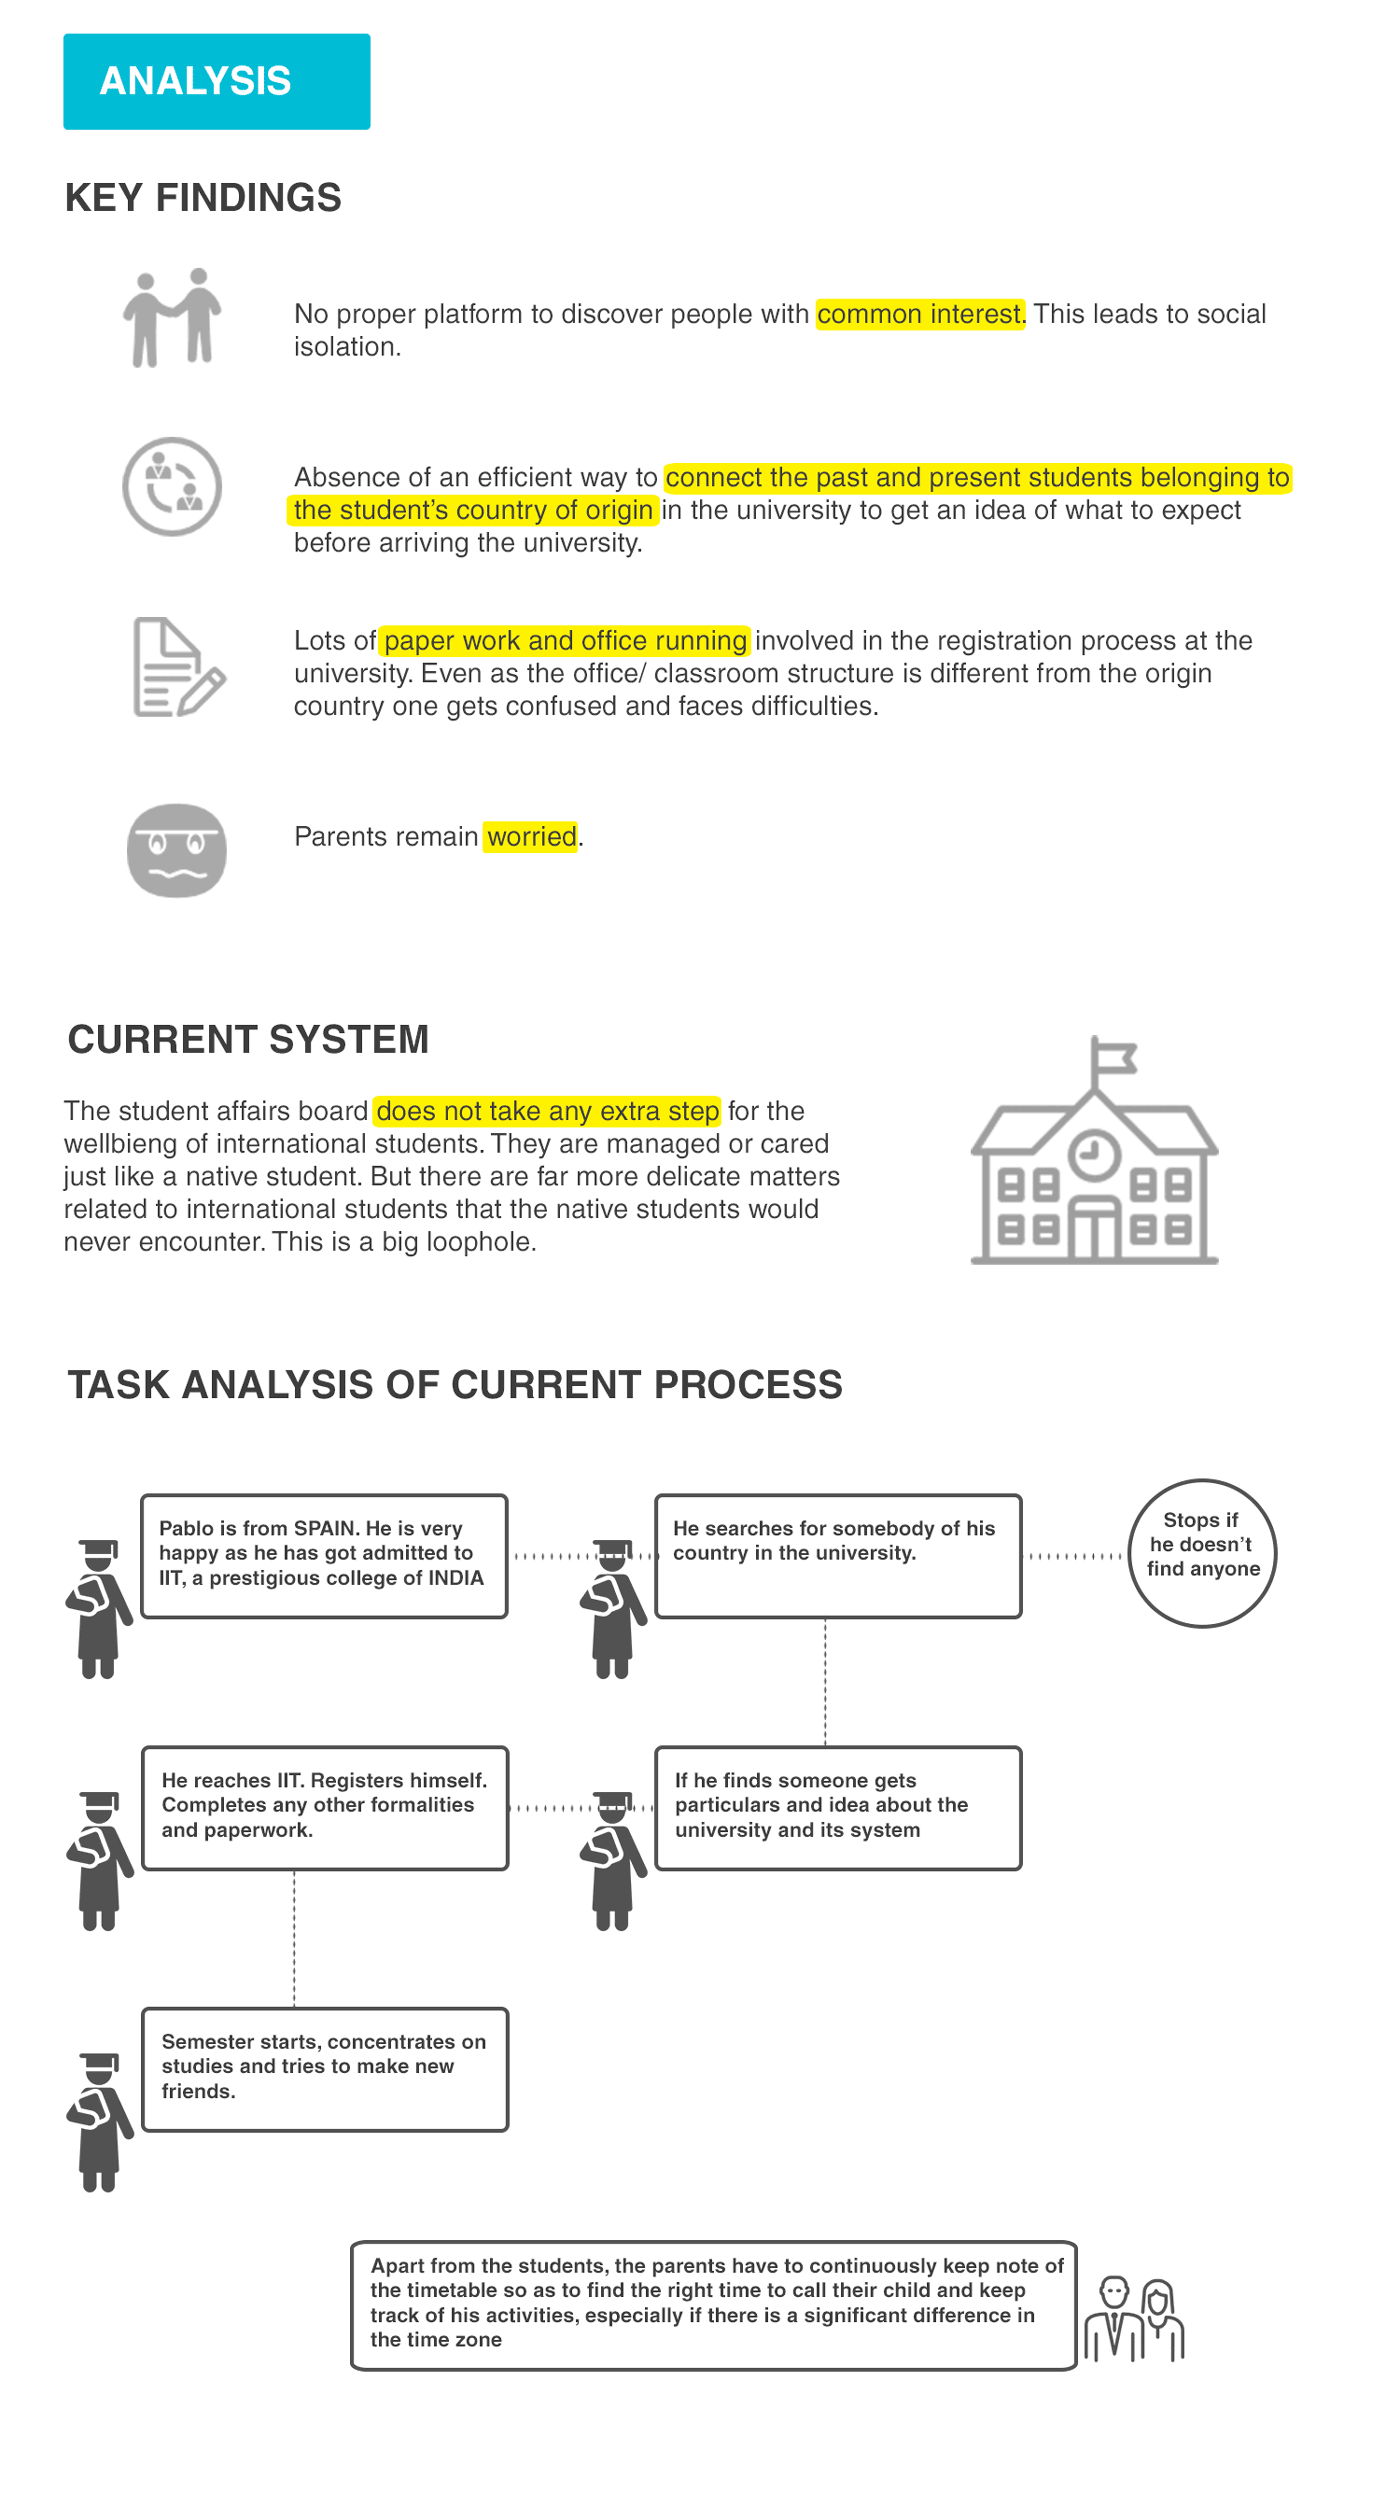 ANALYSIS
KEY FINDINGS
No proper platform to discover people with common interest. This leads to social
isolation.
Absence of an efficient way to connect the past and present students belonging to
the student’s country of origin in the university to get an idea of what to expect
before arriving the university.
Lots of paper work and office running involved in the registration process at the
university. Even as the office/ classroom structure is different from the origin
country one gets confused and faces difficulties.
Parents remain worried.
CURRENT SYSTEM
The student affairs board does not take any extra step for the
wellbieng of international students. They are managed or cared
just like a native student. But there are far more delicate matters
related to international students that the native students would
never encounter. This is a big loophole.
TASK ANALYSIS OF CURRENT PROCESS
Pablo is from SPAIN. He is very
happy as he has got admitted to
IIT, a prestigious college of INDIA
He searches for somebody of his
country in the university.
Stops if
he doesn’t
find anyone
If he finds someone gets
particulars and idea about the
university and its system
He reaches IIT. Registers himself.
Completes any other formalities
and paperwork.
Semester starts, concentrates on
studies and tries to make new
friends.
Apart from the students, the parents have to continuously keep note of
the timetable so as to find the right time to call their child and keep
track of his activities, especially if there is a significant difference in
the time zone